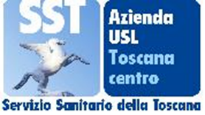 SST
Azienda
USL
Toscana
centro
Servizio Sanitario della Toscana